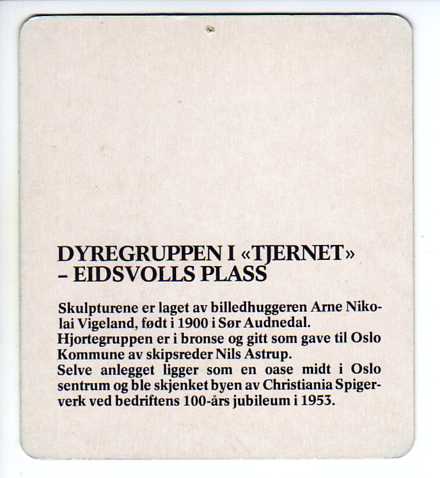 DYREGRUPPEN I «TJERNET»
– EIDSVOLLS PLASS
Skulpturene er laget av billedhuggeren Arne Niko-
lai Vigeland, født i 1900 i Sør Audnedal.
Hjortegruppen er i bronse og gitt som gave til Oslo
Kommune av skipsreder Nils Astrup.
Selve anlegget ligger som en oase midt i Oslo
sentrum og ble skjenket byen av Christiania Spiger-
verk ved bedriftens 100-års jubileum i 1953.